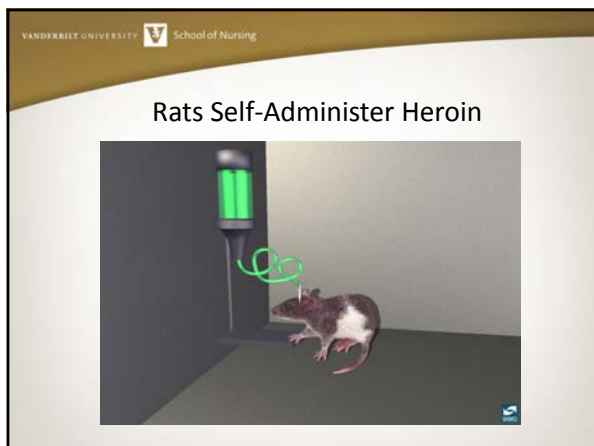 VANDERBILT UNIVERSITY V School of Nursing
Rats Self-Administer Heroin